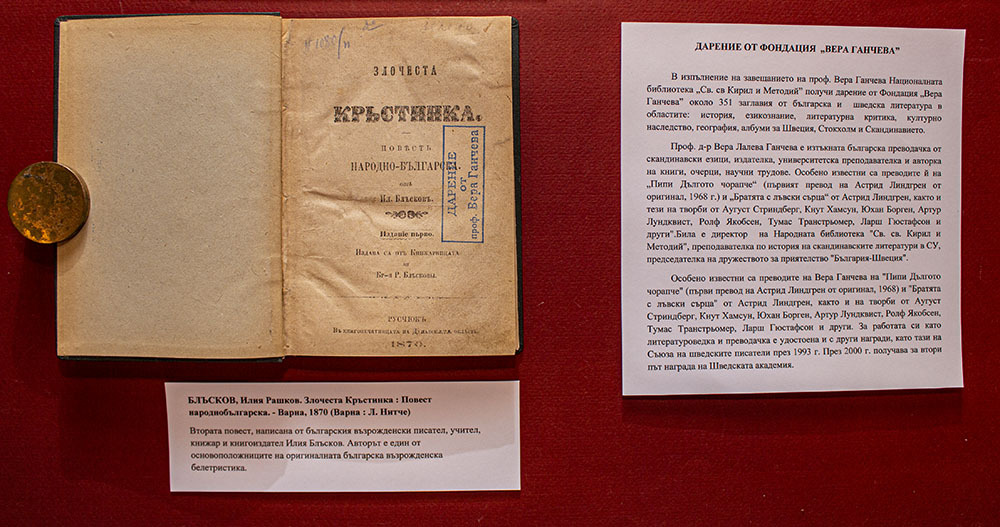 ЗЛОЧЕСТА
КРЪСТИНКА.
ПОВѢСТЬ
НАРОДНО-БЪЛГАРСКА.
отъ
Ил. Блъсковъ.
Издание първо.
Издава са отъ Книжарницата
на
Бр-я Р. Блъскови.
РУСЧЮКЪ
Въ книгопечатницата на Дунавската область.
1870.
ДАРЕНИЕ
от
проф. Вера Ганчева
БЛЪСКОВ, Илия Рашков. Злочеста Кръстинка : Повест
народнобългарска. - Варна, 1870 (Варна : Л. Нитче)
Втората повест, написана от българския възрожденски писател, учител,
книжар и книгоиздател Илия Блъсков. Авторът е един от
основоположниците на оригиналната българска възрожденска
белетристика.
ДАРЕНИЕ ОТ ФОНДАЦИЯ „ВЕРА ГАНЧЕВА”
В изпълнение на завещанието на проф. Вера Ганчева Националната
библиотека „Св. св Кирил и Методий” получи дарение от Фондация „Вера
Ганчева” около 351 заглавия от българска и шведска литература в
областите: история, езикознание, литературна критика, културно
наследство, география, албуми за Швеция, Стокхолм и Скандинавието.
Проф. д-р Вера Лалева Ганчева е изтъкната българска преводачка от
скандинавски езици, издателка, университетска преподавателка и авторка
на книги, очерци, научни трудове. Особено известни са преводите ѝ на
"Пипи Дългото чорапче" (първият превод на Астрид Линдгрен от
оригинал, 1968 г.) и „Братята с лъвски сърца" от Астрид Линдгрен, както и
тези на творби от Аугуст Стриндберг, Кнут Хамсун, Юхан Борген, Артур
Лундквист, Ролф Якобсен, Тумас Транстрьомер, Ларш Гюстафсон и
други".Била е директор на Народната библиотека "Св. св. Кирил и
Методий", преподавателка по история на скандинавските литератури в СУ,
председателка на дружеството за приятелство "България-Швеция".
Особено известни са преводите на Вера Ганчева на "Пипи Дългото
чорапче" (първи превод на Астрид Линдгрен от оригинал, 1968) и "Братята
с лъвски сърца" от Астрид Линдгрен, както и на творби от Аугуст
Стриндберг, Кнут Хамсун, Юхан Борген, Артур Лундквист, Ролф Якобсен,
Тумас Транстрьомер, Ларш Гюстафсон и други. За работата си като
литературоведка и преводачка е удостоена и с други награди, като тази на
Съюза на шведските писатели през 1993 г. През 2000 г. получава за втори
път награда на Шведската академия.